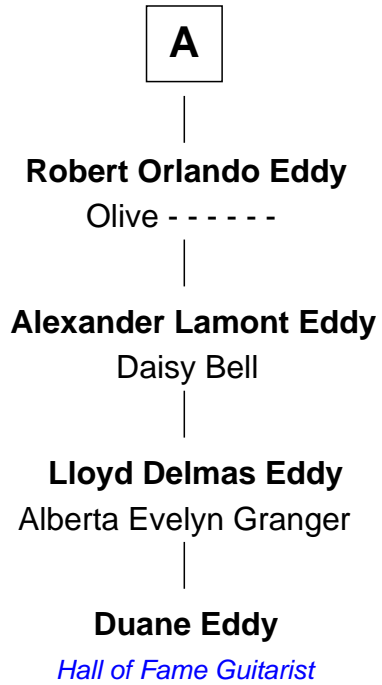 A
Robert Orlando Eddy
Olive - - - - - -
Alexander Lamont Eddy
Daisy Bell
Lloyd Delmas Eddy
Alberta Evelyn Granger
Duane Eddy
Hall of Fame Guitarist